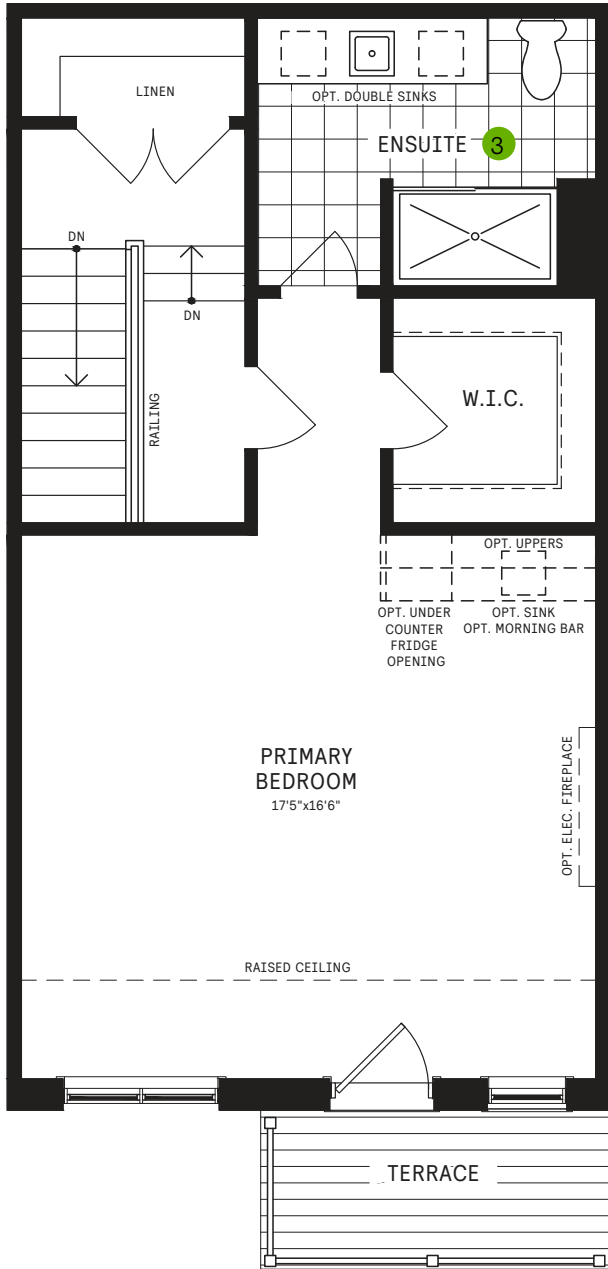 LINEN
OPT. DOUBLE SINKS
ENSUITE 3
DN
DN
RAILING
W.I.C.
OPT. UPPERS
OPT. UNDER
COUNTER
FRIDGE
OPENING
OPT. SINK
OPT. MORNING BAR
PRIMARY
BEDROOM
17'5"x16'6"
OPT. ELEC. FIREPLACE
RAISED CEILING
TERRACE